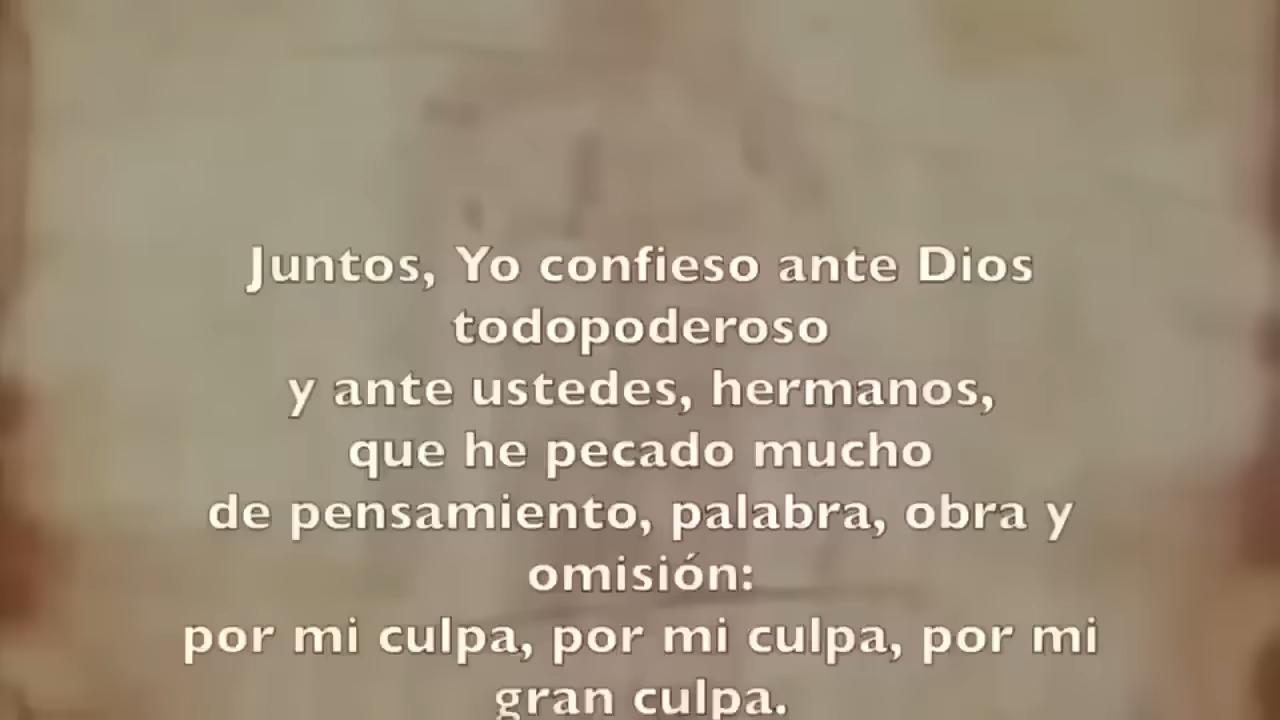 Juntos, Yo confieso ante Dios
todopoderoso
y ante ustedes, hermanos,
que he pecado mucho
de pensamiento, palabra, obra y
omisión:
por mi culpa, por mi culpa, por mi
gran culpa.